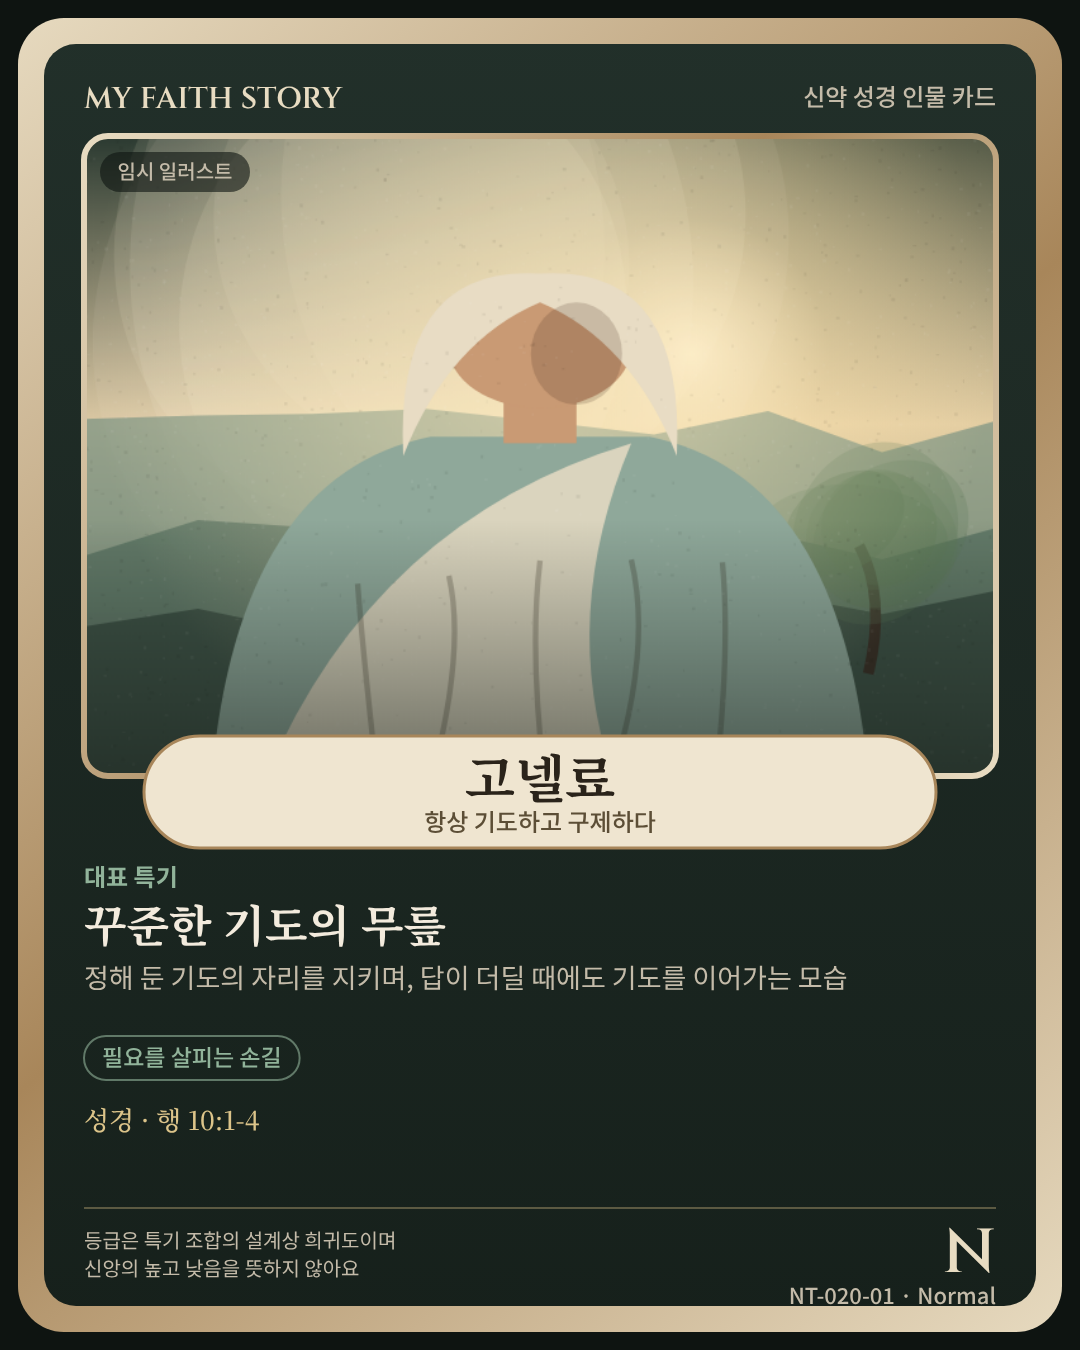 MY FAITH STORY
신약 성경 인물 카드
임시 일러스트
고넬료
항상 기도하고 구제하다
대표 특기
꾸준한 기도의 무릎
정해 둔 기도의 자리를 지키며, 답이 더딜 때에도 기도를 이어가는 모습
필요를 살피는 손길
성경 · 행 10:1-4
등급은 특기 조합의 설계상 희귀도이며
신앙의 높고 낮음을 뜻하지 않아요
N
NT-020-01 · Normal